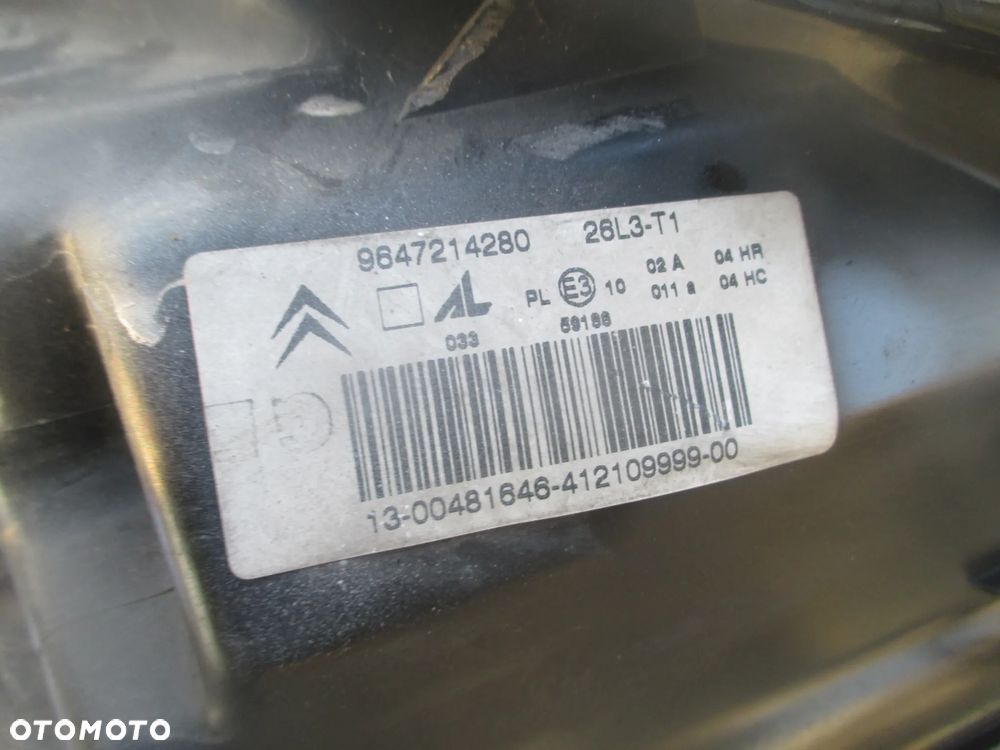 9647214280 26L3-T1
AL PL E3 10 02 A 04 HR
011 a 04 HC
033 59186
13-00481646-412109999-00
OTOMOTO